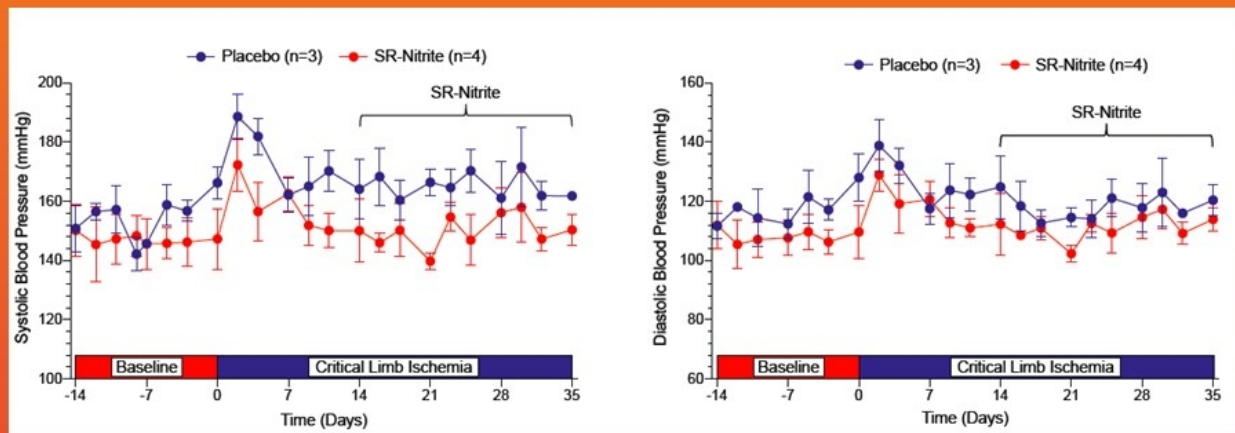 Placebo (n=3) SR-Nitrite (n=4)
Systolic Blood Pressure (mmHg)
200
180
160
140
120
100
SR-Nitrite
Baseline Critical Limb Ischemia
-14 -7 0 7 14 21 28 35
Time (Days)
Placebo (n=3) SR-Nitrite (n=4)
Diastolic Blood Pressure (mmHg)
160
140
120
100
80
60
SR-Nitrite
Baseline Critical Limb Ischemia
-14 -7 0 7 14 21 28 35
Time (Days)